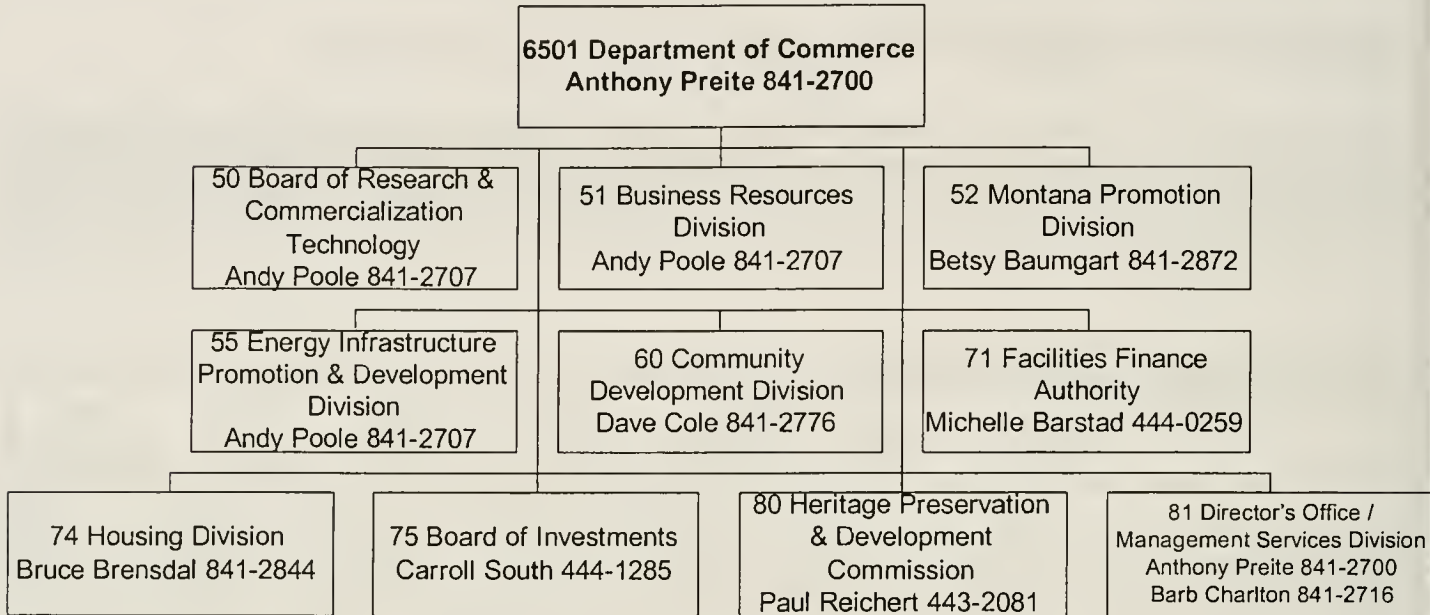 6501 Department of Commerce
Anthony Preite 841-2700
50 Board of Research &
Commercialization
Technology
Andy Poole 841-2707
51 Business Resources
Division
Andy Poole 841-2707
52 Montana Promotion
Division
Betsy Baumgart 841-2872
55 Energy Infrastructure
Promotion & Development
Division
Andy Poole 841-2707
60 Community
Development Division
Dave Cole 841-2776
71 Facilities Finance
Authority
Michelle Barstad 444-0259
74 Housing Division
Bruce Brensdal 841-2844
75 Board of Investments
Carroll South 444-1285
80 Heritage Preservation
& Development
Commission
Paul Reichert 443-2081
81 Director's Office /
Management Services Division
Anthony Preite 841-2700
Barb Charlton 841-2716